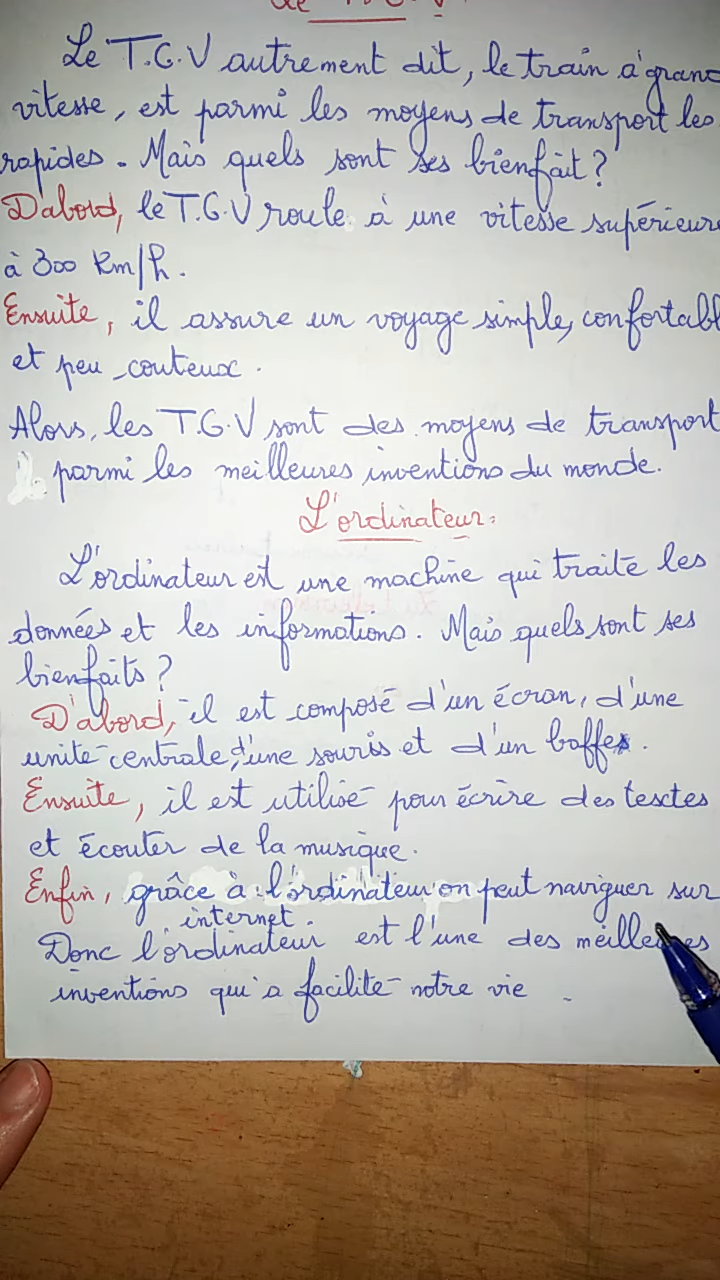 Le T.G.V
Le T.G.V autrement dit, le train à grand
vitesse, est parmi les moyens de transport les
rapides. Mais quels sont ses bienfait?
D'abord, le T.G.V roule à une vitesse supérieure
à 300 km/h.
Ensuite, il assure un voyage simple, confortabl
et peu couteux.
Alors, les T.G.V sont des moyens de transport
parmi les meilleures inventions du monde.
L'ordinateur:
L'ordinateur est une machine qui traite les
données et les informations. Mais quels sont ses
bienfaits?
D'abord, il est composé d'un écran, d'une
unité centrale, d'une souris et d'un baffe.
Ensuite, il est utilisé pour écrire des textes
et écouter de la musique.
Enfin, grâce à l'ordinateur on peut naviguer sur
internet.
Donc l'ordinateur est l'une des meilleures
inventions qui a facilité notre vie.